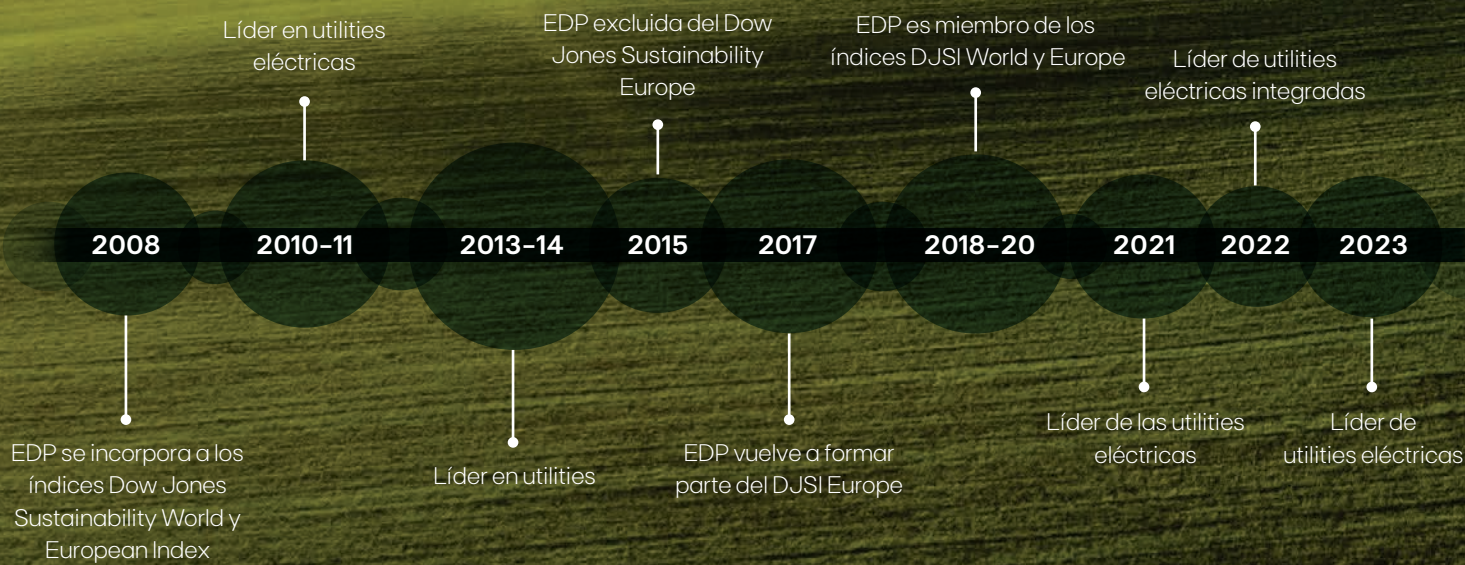 Líder en utilities
eléctricas
EDP excluida del Dow
Jones Sustainability
Europe
EDP es miembro de los
índices DJSI World y Europe
Líder de utilities
eléctricas integradas
2008
2010-11
2013-14
2015
2017
2018-20
2021
2022
2023
EDP se incorpora a los
índices Dow Jones
Sustainability World y
European Index
Líder en utilities
EDP vuelve a formar
parte del DJSI Europe
Líder de las utilities
eléctricas
Líder de
utilities eléctricas